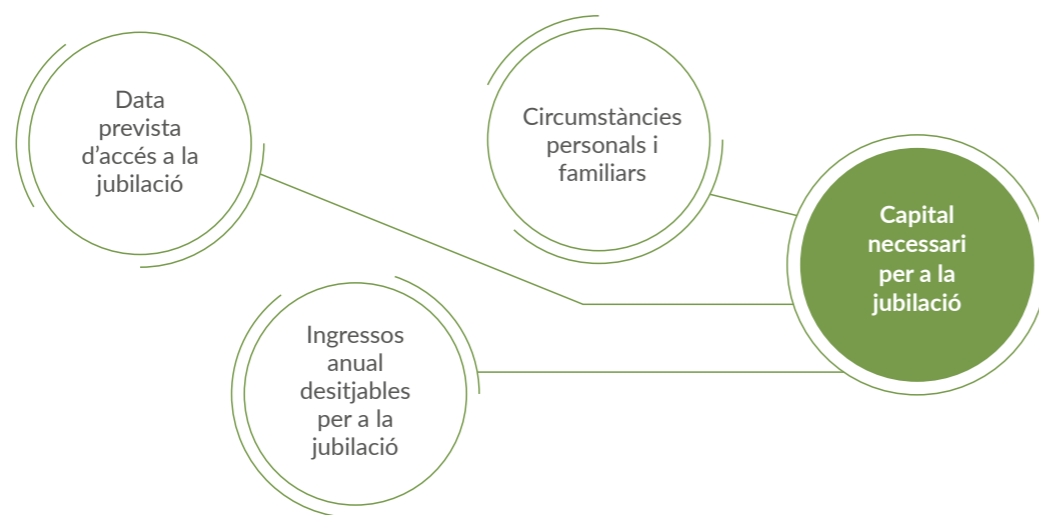 Data
prevista
d’accés a la
jubilació
Circumstàncies
personals i
familiars
Capital
necessari
per a la
jubilació
Ingressos
anual
desitjables
per a la
jubilació